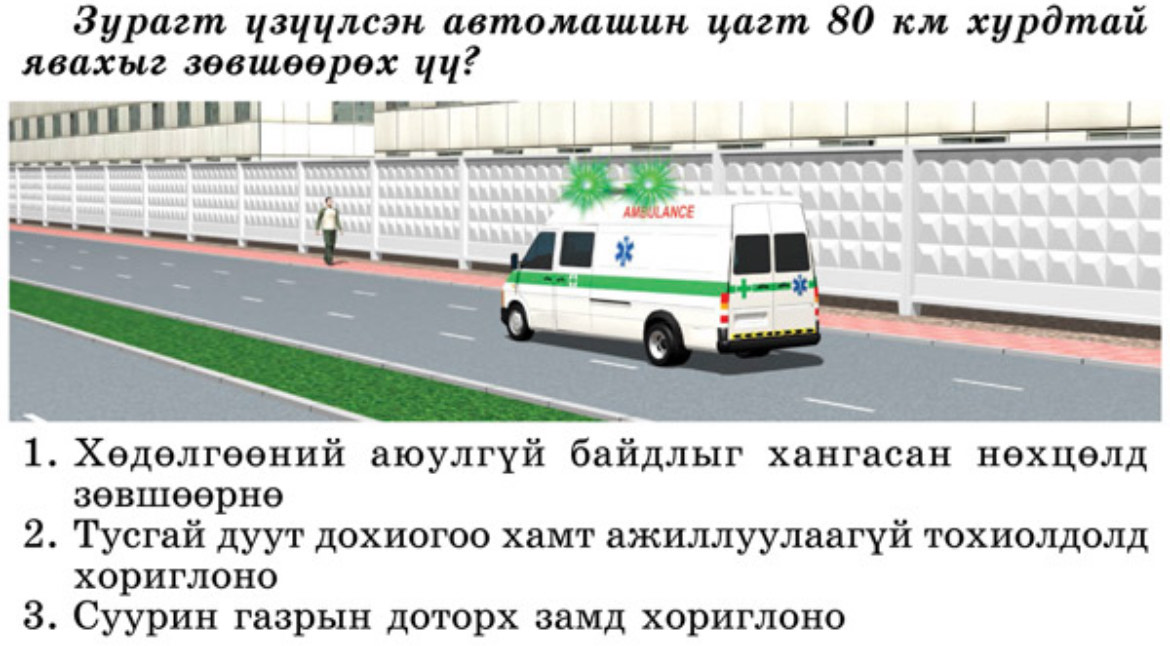 Зурагт үзүүлсэн автомашин цагт 80 км хурдтай
явахыг зөвшөөрөх үү?
AMBULANCE
1. Хөдөлгөөний аюулгүй байдлыг хангасан нөхцөлд
зөвшөөрнө
2. Тусгай дуут дохиогоо хамт ажиллуулаагүй тохиолдолд
хориглоно
3. Суурин газрын доторх замд хориглоно